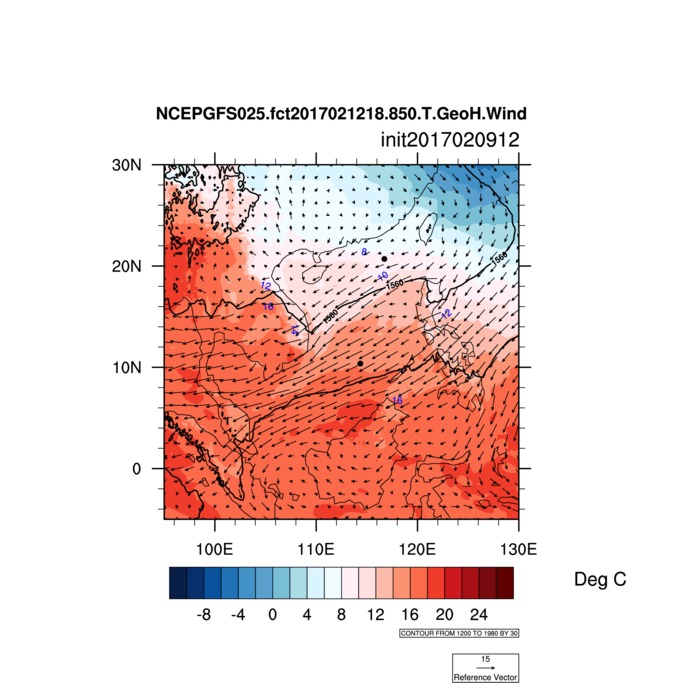 NCEPGFS025.fct2017021218.850.T.GeoH.Wind
init2017020912
30N
20N
10N
0
8
10
12
16
12
16
1560
1560
1560
100E
110E
120E
130E
-8 -4 0 4 8 12 16 20 24
Deg C
CONTOUR FROM 1200 TO 1980 BY 30
15
Reference Vector